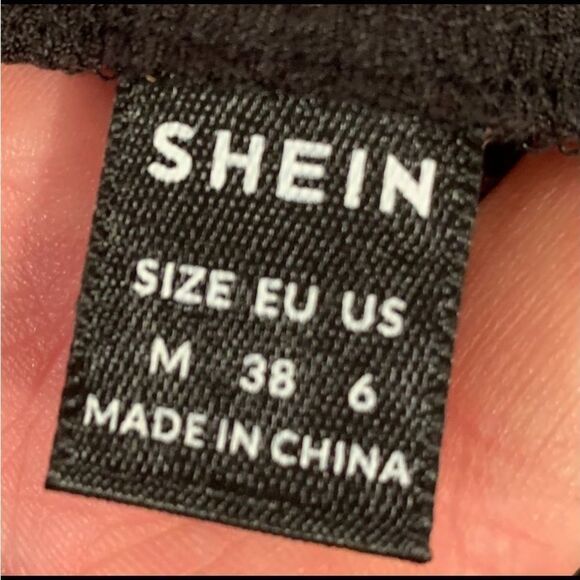 SHEIN
SIZE EU US
M 38 6
MADE IN CHINA